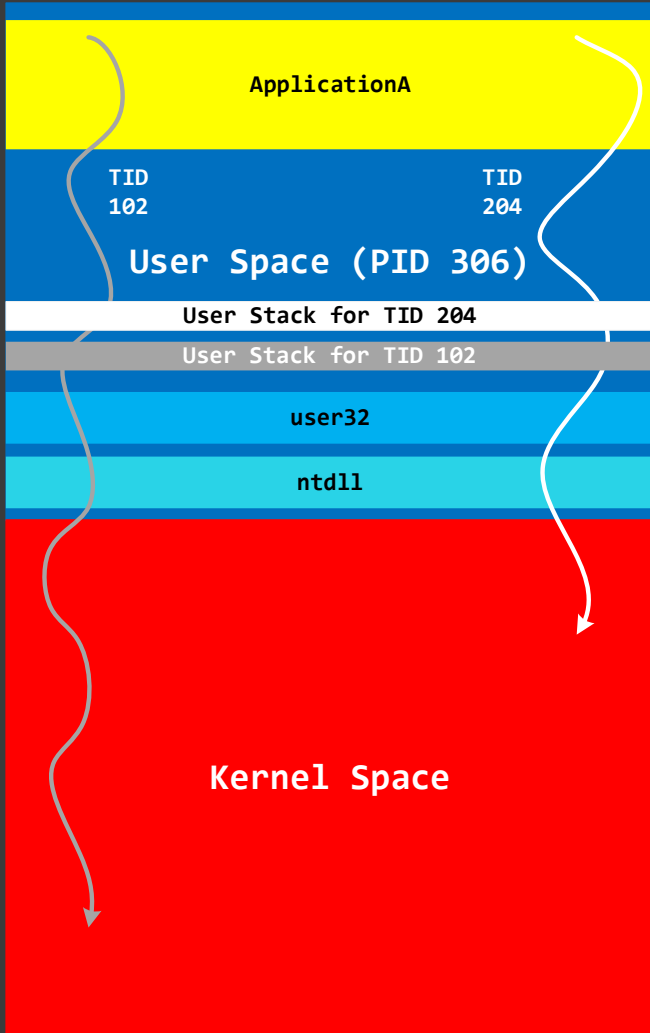 ApplicationA
TID TID
102 204
User Space (PID 306)
User Stack for TID 204
User Stack for TID 102
user32
ntdll
Kernel Space